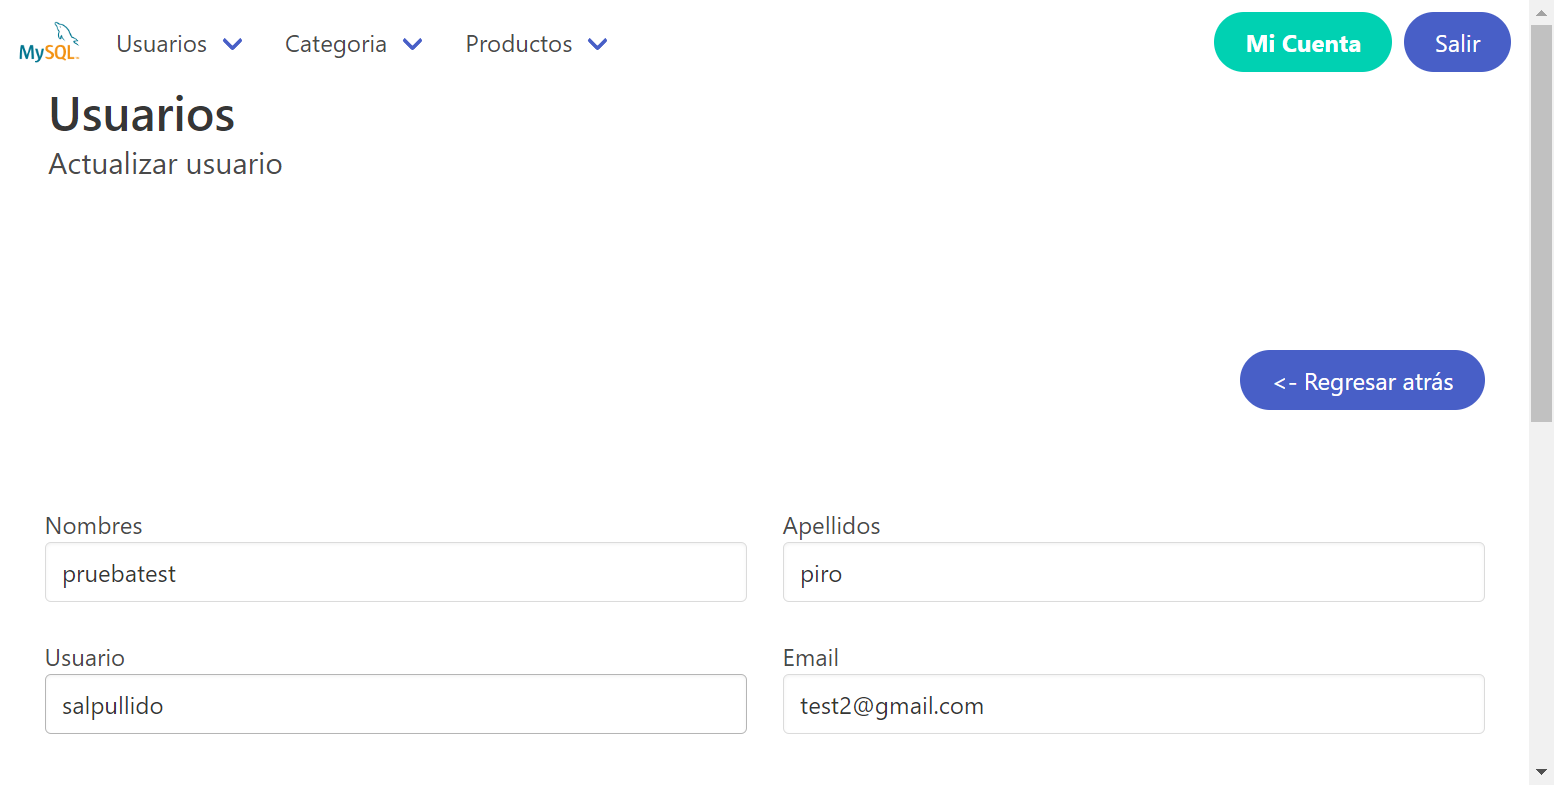 MySQL. Usuarios Categoria Productos Mi Cuenta Salir
Usuarios
Actualizar usuario
<- Regresar atrás
Nombres Apellidos
pruebatest piro
Usuario Email
salpullido test2@gmail.com